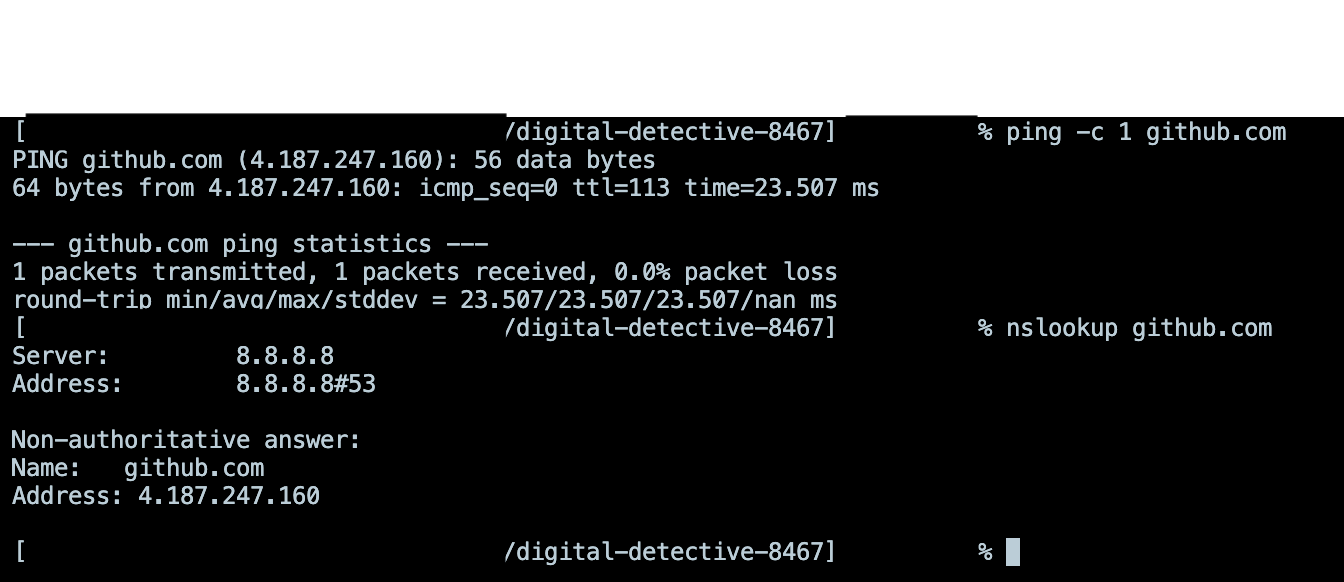 [ /digital-detective-8467] % ping -c 1 github.com
PING github.com (4.187.247.160): 56 data bytes
64 bytes from 4.187.247.160: icmp_seq=0 ttl=113 time=23.507 ms
--- github.com ping statistics ---
1 packets transmitted, 1 packets received, 0.0% packet loss
round-trip min/avg/max/stddev = 23.507/23.507/23.507/nan ms
[ /digital-detective-8467] % nslookup github.com
Server: 8.8.8.8
Address: 8.8.8.8#53
Non-authoritative answer:
Name: github.com
Address: 4.187.247.160
[ /digital-detective-8467] %